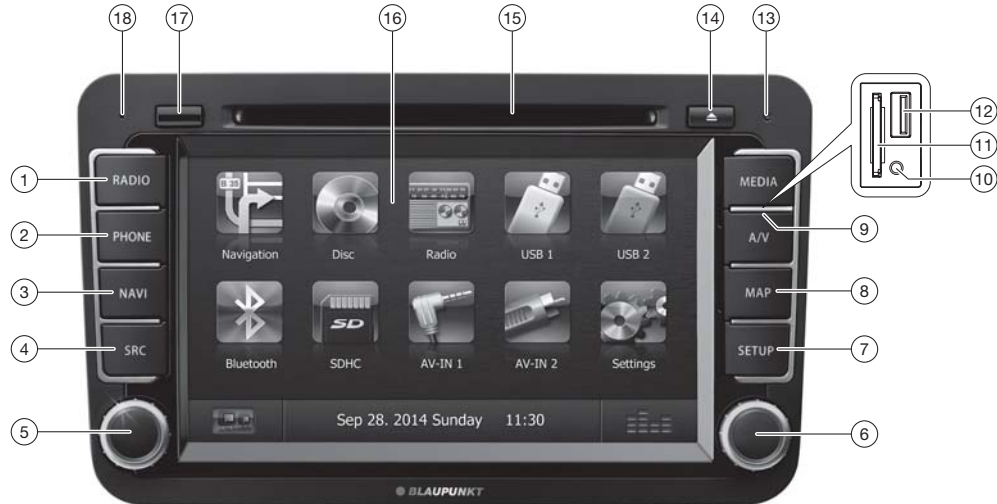 18 17 16 15 14 13
12
11
10
1 RADIO
2 PHONE
3 NAVI
4 SRC
5
MEDIA
A/V 9
MAP 8
SETUP 7
6
B 35
Navigation Disc Radio USB 1 USB 2
SD
Bluetooth SDHC AV-IN 1 AV-IN 2 Settings
Sep 28. 2014 Sunday 11:30
BLAUPUNKT